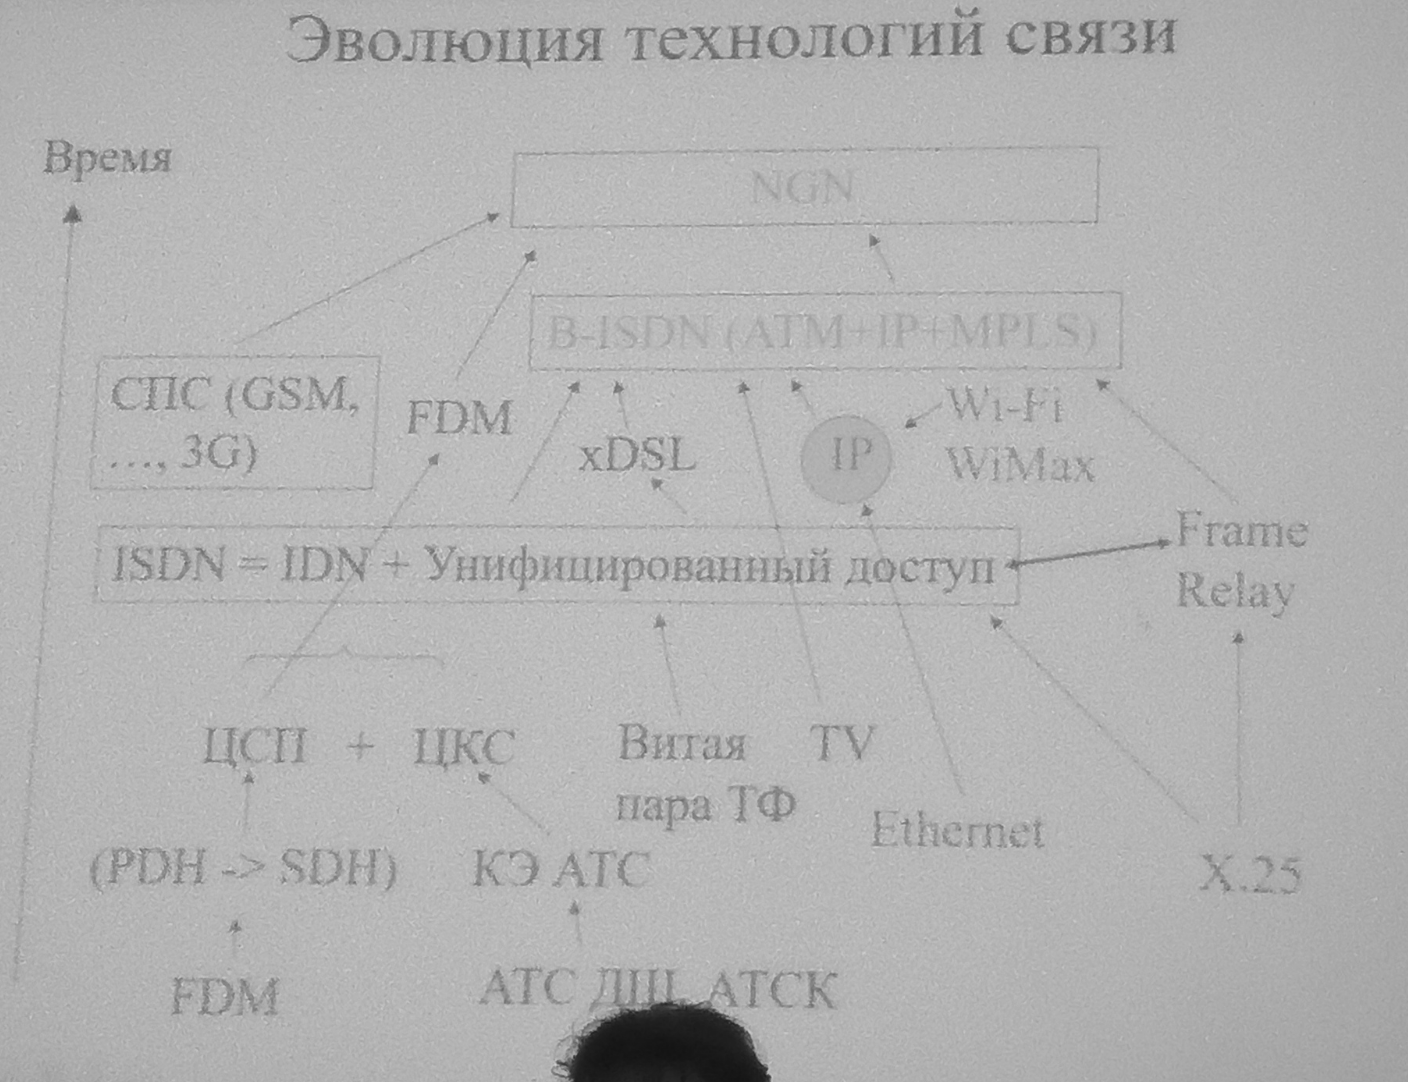 Эволюция технологий связи
Время
NGN
B-ISDN (ATM+IP+MPLS)
СПС (GSM,
..., 3G)
FDM
xDSL
IP
Wi-Fi
WiMax
ISDN = IDN + Унифицированный доступ
Frame
Relay
ЦСП + ЦКС
Витая
пара ТФ
TV
Ethernet
(PDH -> SDH)
КЭ АТС
X.25
FDM
АТС ДШ, АТСК